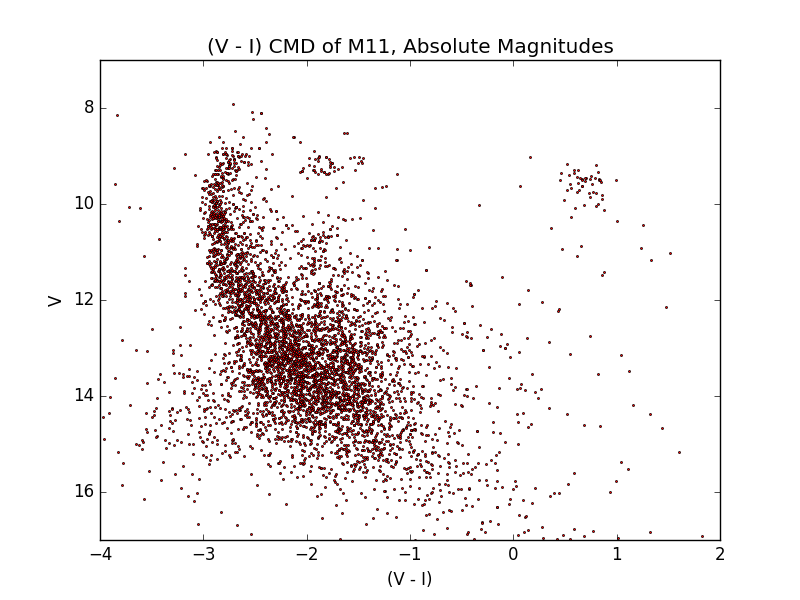 (V - I) CMD of M11, Absolute Magnitudes
8
10
12
14
16
V
−4 −3 −2 −1 0 1 2
(V - I)